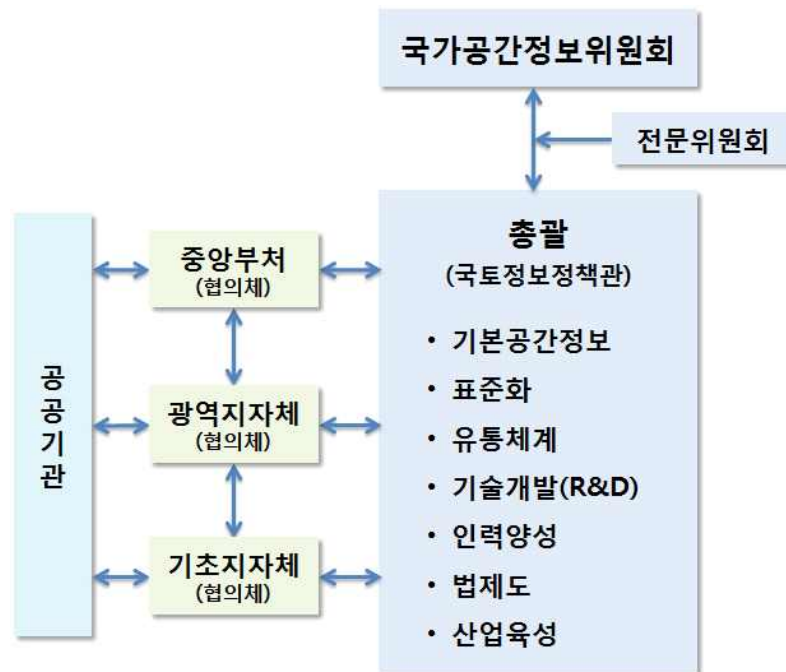 국가공간정보위원회
전문위원회
총괄
(국토정보정책관)
• 기본공간정보
• 표준화
• 유통체계
• 기술개발(R&D)
• 인력양성
• 법제도
• 산업육성
중앙부처
(협의체)
광역지자체
(협의체)
기초지자체
(협의체)
공
공
기
관